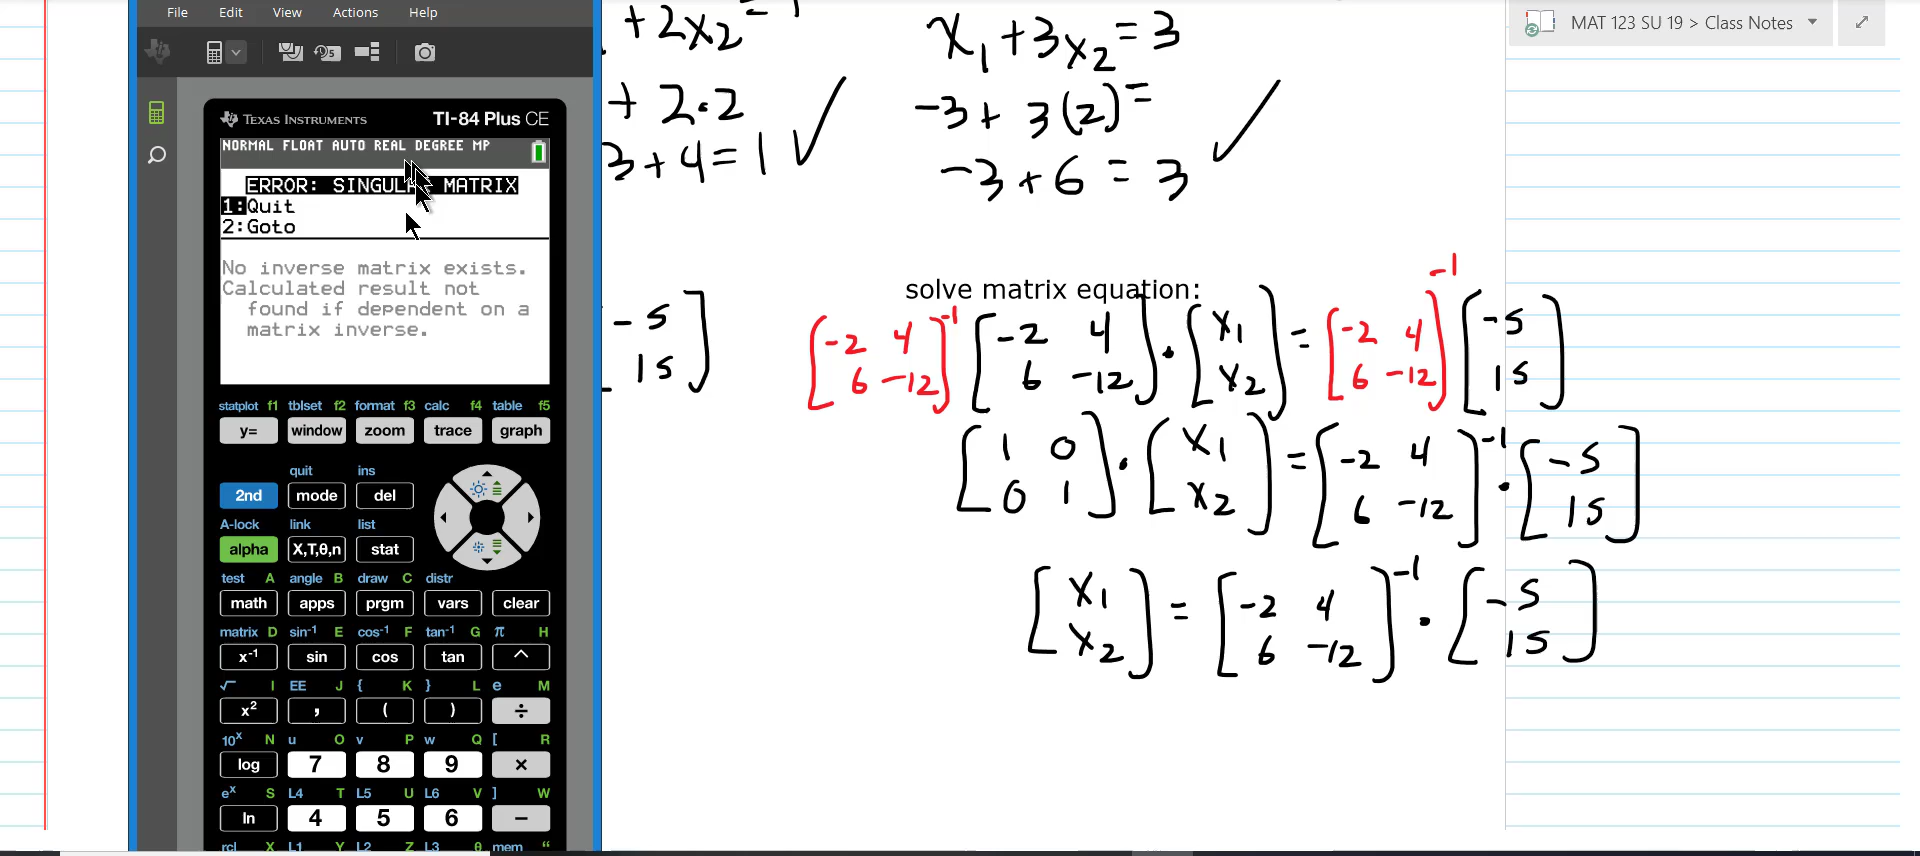 File Edit View Actions Help
MAT 123 SU 19 > Class Notes
TEXAS INSTRUMENTS TI-84 Plus CE
NORMAL FLOAT AUTO REAL DEGREE MP
MATRIX
1:Quit
2:Goto
No inverse matrix exists.
Calculated result not
found if dependent on a
matrix inverse.
statplot f1 tblset f2 format f3 calc f4 table f5
y= window zoom trace graph
quit ins
2nd mode del
A-lock link list
alpha X,T,θ,n stat
test A angle B draw C distr
math apps prgm vars clear
matrix D sin⁻¹ E cos⁻¹ F tan⁻¹ G π H
x⁻¹ sin cos tan ^
√ I EE J { K } L e M
x² , ( ) ÷
10ˣ N u O v P w Q [ R
log 7 8 9 ×
eˣ S L4 T L5 U L6 V ] W
ln 4 5 6 −
rcl X L1 Y L2 Z L3 θ mem “
+ 2x₂ =
+ 2·2
3 + 4 = 1 ✓
x₁ + 3x₂ = 3
-3 + 3(2) =
-3 + 6 = 3 ✓
-5
15]
solve matrix equation:
[-2 4; 6 -12]⁻¹ [-2 4; 6 -12] · [x₁; x₂] = [-2 4; 6 -12]⁻¹ [-5; 15]
[1 0; 0 1] · [x₁; x₂] = [-2 4; 6 -12]⁻¹ · [-5; 15]
[x₁; x₂] = [-2 4; 6 -12]⁻¹ · [-5; 15]